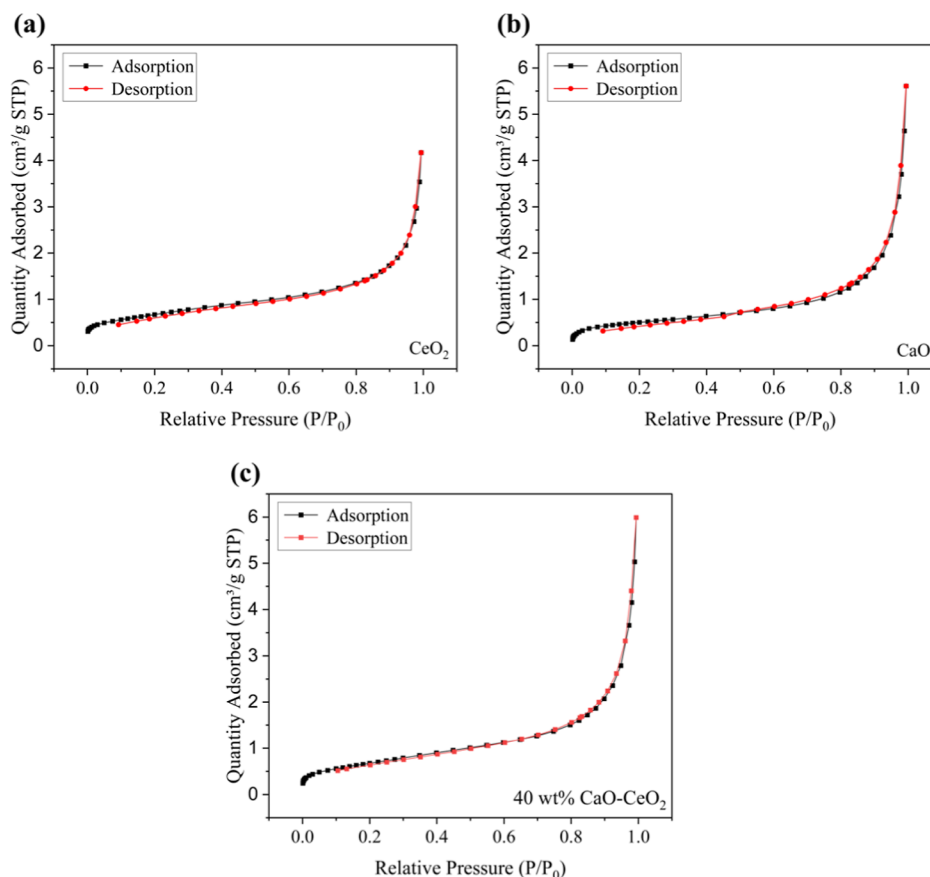 (a)
Adsorption
Desorption
6
5
4
3
2
1
0
Quantity Adsorbed (cm³/g STP)
CeO₂
0.0 0.2 0.4 0.6 0.8 1.0
Relative Pressure (P/P₀)
(b)
Adsorption
Desorption
6
5
4
3
2
1
0
Quantity Adsorbed (cm³/g STP)
CaO
0.0 0.2 0.4 0.6 0.8 1.0
Relative Pressure (P/P₀)
(c)
Adsorption
Desorption
6
5
4
3
2
1
0
Quantity Adsorbed (cm³/g STP)
40 wt% CaO-CeO₂
0.0 0.2 0.4 0.6 0.8 1.0
Relative Pressure (P/P₀)